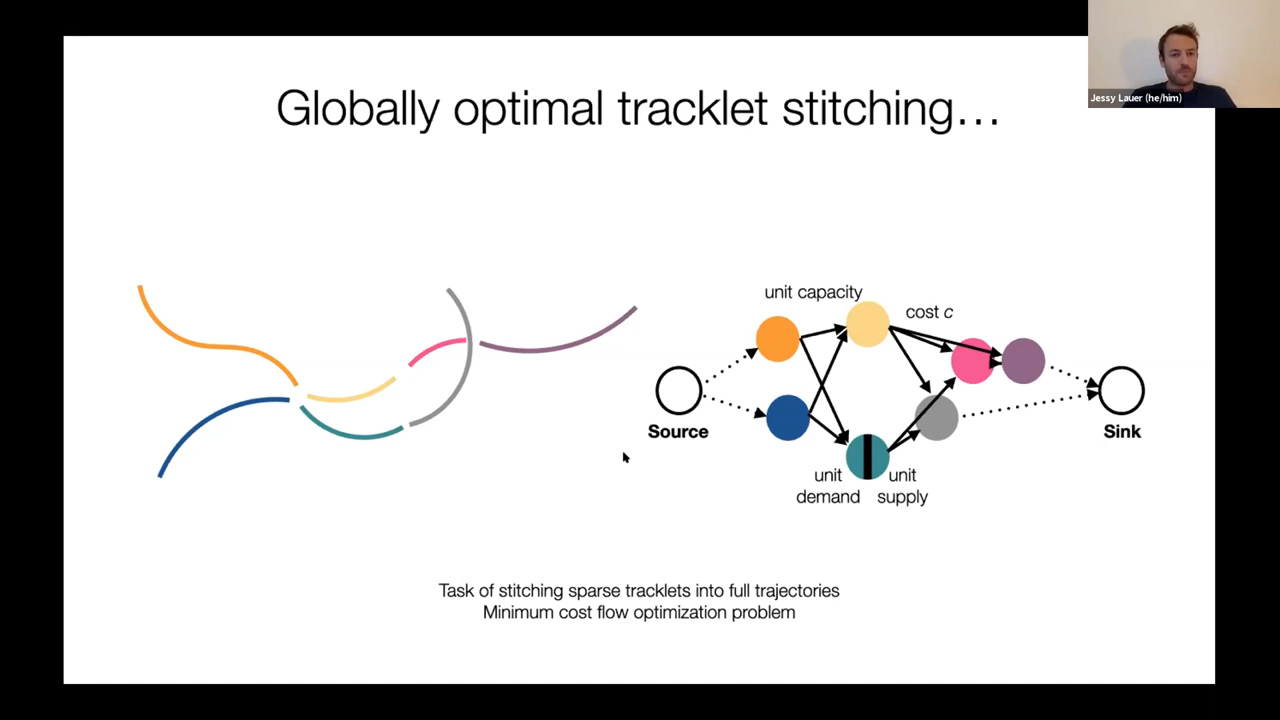 Globally optimal tracklet stitching…
Jessy Lauer (he/him)
unit capacity
cost c
Source
Sink
unit
demand
unit
supply
Task of stitching sparse tracklets into full trajectories
Minimum cost flow optimization problem